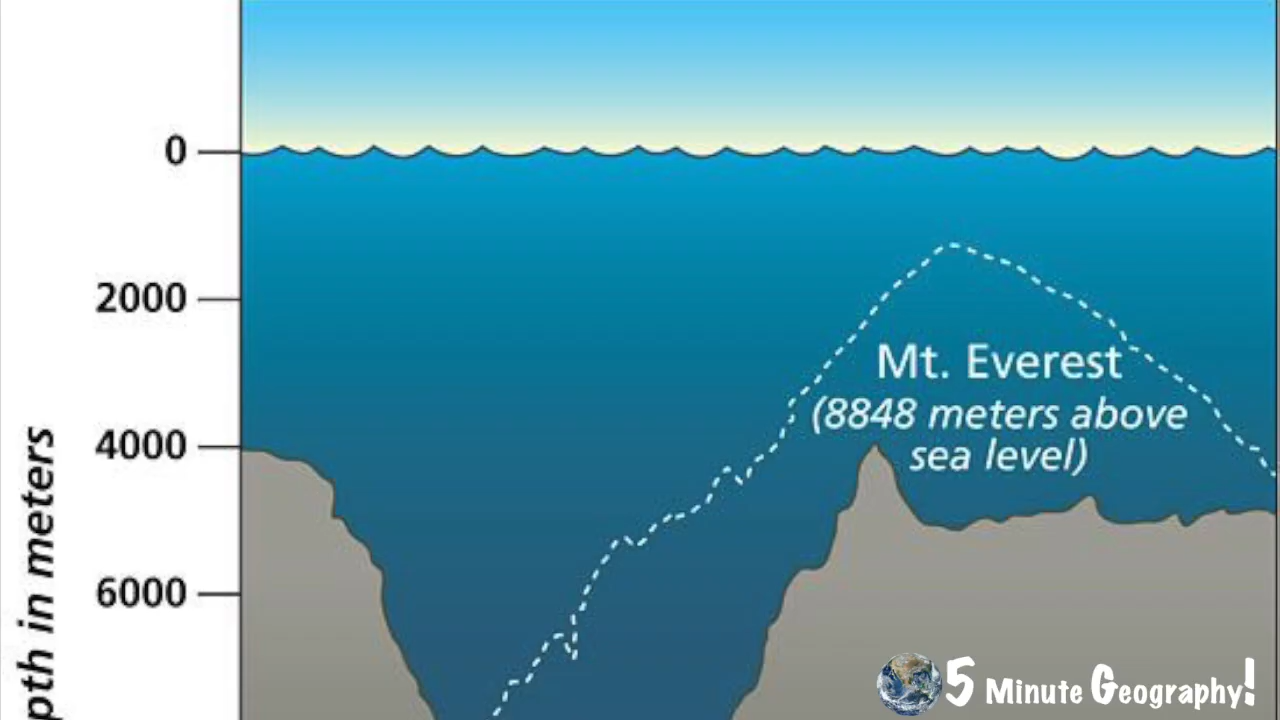 0
2000
Mt. Everest
(8848 meters above
sea level)
4000
6000
pth in meters
5 Minute Geography!